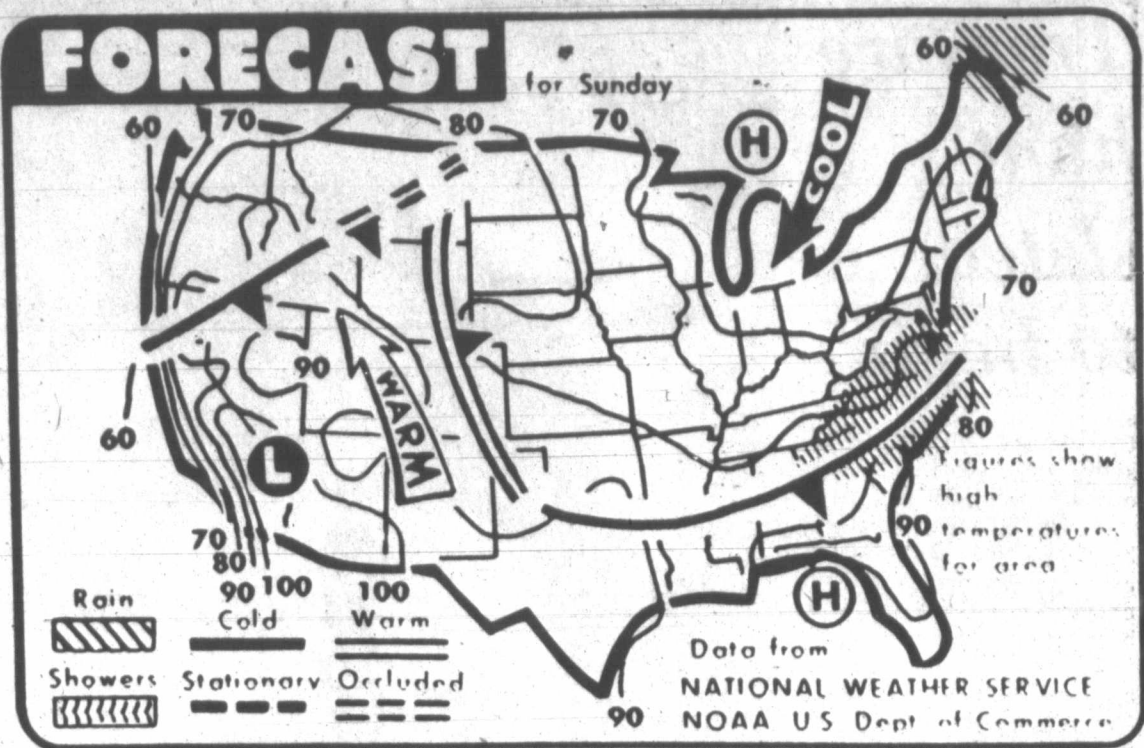 FORECAST
for Sunday
60
60
70
80
70
H
COOL
60
70
90
WARM
60
L
80
Figures show
high
90
temperatures
for area
70
80
90
100
100
H
Rain
Cold
Warm
Showers
Stationary
Occluded
Data from
NATIONAL WEATHER SERVICE
90
NOAA US Dept of Commerce